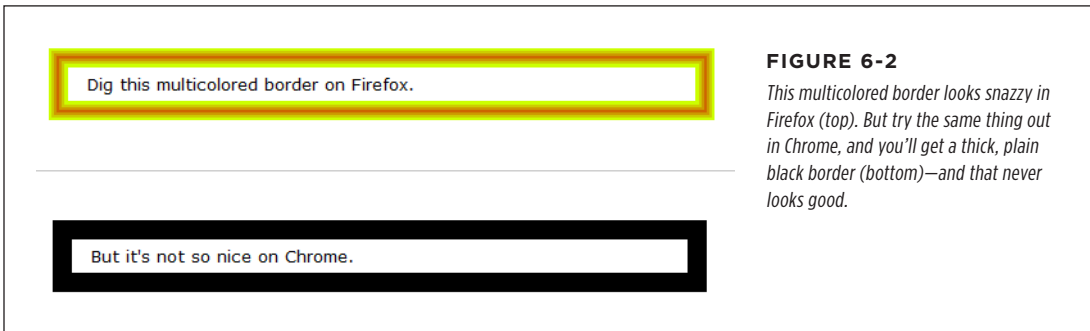 Dig this multicolored border on Firefox.
But it's not so nice on Chrome.
FIGURE 6-2
This multicolored border looks snazzy in
Firefox (top). But try the same thing out
in Chrome, and you’ll get a thick, plain
black border (bottom)—and that never
looks good.